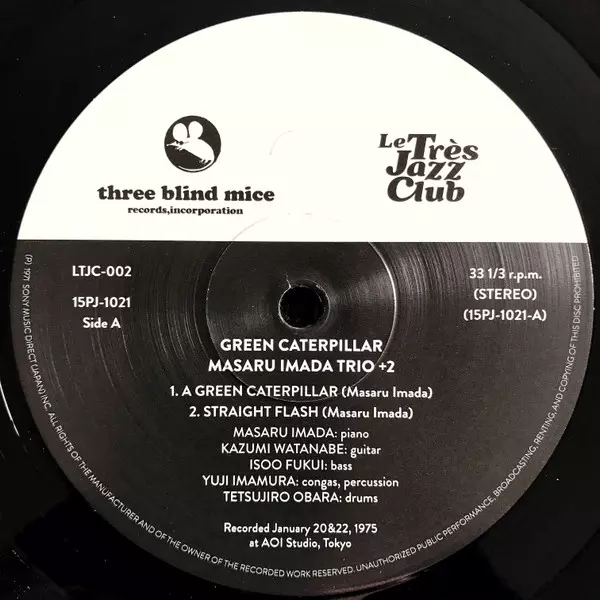 three blind mice
records,incorporation
Le Très
Jazz
Club
LTJC-002
15PJ-1021
Side A
33 1/3 r.p.m.
(STEREO)
(15PJ-1021-A)
GREEN CATERPILLAR
MASARU IMADA TRIO +2
1. A GREEN CATERPILLAR (Masaru Imada)
2. STRAIGHT FLASH (Masaru Imada)
MASARU IMADA: piano
KAZUMI WATANABE: guitar
ISOO FUKUI: bass
YUJI IMAMURA: congas, percussion
TETSUJIRO OBARA: drums
Recorded January 20&22, 1975
at AOI Studio, Tokyo
(P) 1971 SONY MUSIC DIRECT (JAPAN) INC. ALL RIGHTS OF THE MANUFACTURER AND OF THE OWNER OF THE RECORDED WORK RESERVED. UNAUTHORIZED PUBLIC PERFORMANCE, BROADCASTING, RENTING, AND COPYING OF THIS DISC PROHIBITED